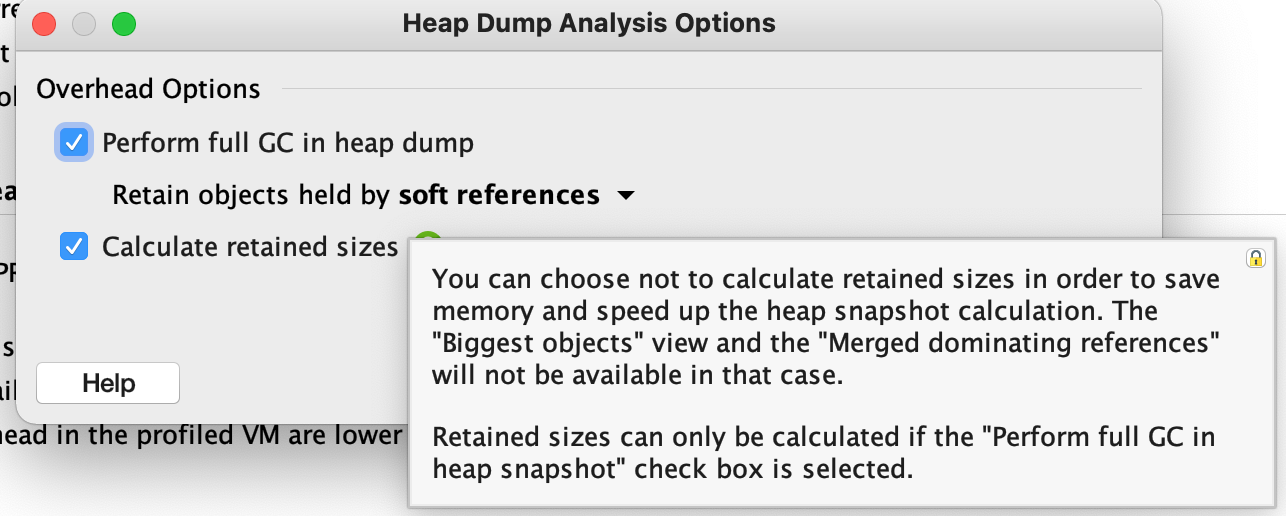 Heap Dump Analysis Options
Overhead Options
Perform full GC in heap dump
Retain objects held by soft references
Calculate retained sizes
You can choose not to calculate retained sizes in order to save
memory and speed up the heap snapshot calculation. The
"Biggest objects" view and the "Merged dominating references"
will not be available in that case.
Retained sizes can only be calculated if the "Perform full GC in
heap snapshot" check box is selected.
Help
in the profiled VM are lower